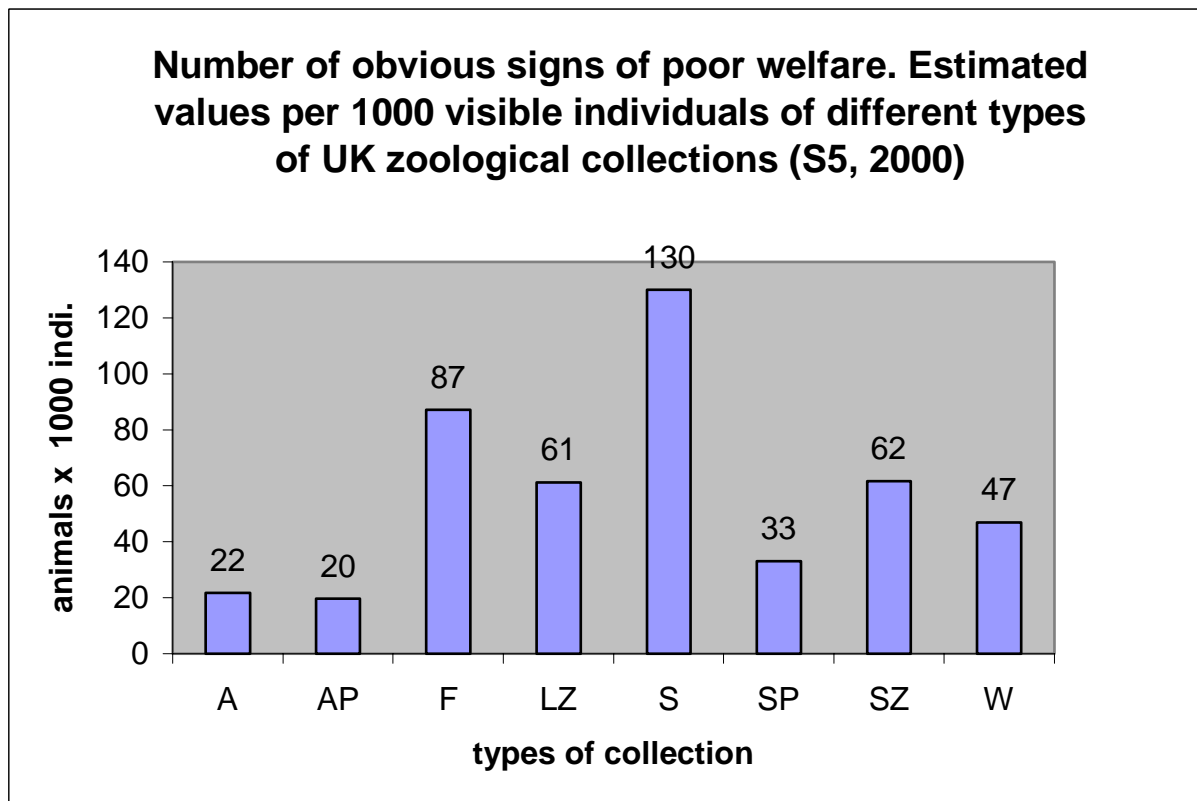 Number of obvious signs of poor welfare. Estimated
values per 1000 visible individuals of different types
of UK zoological collections (S5, 2000)
animals x 1000 indi.
140
120
100
80
60
40
20
0
22
20
87
61
130
33
62
47
A AP F LZ S SP SZ W
types of collection